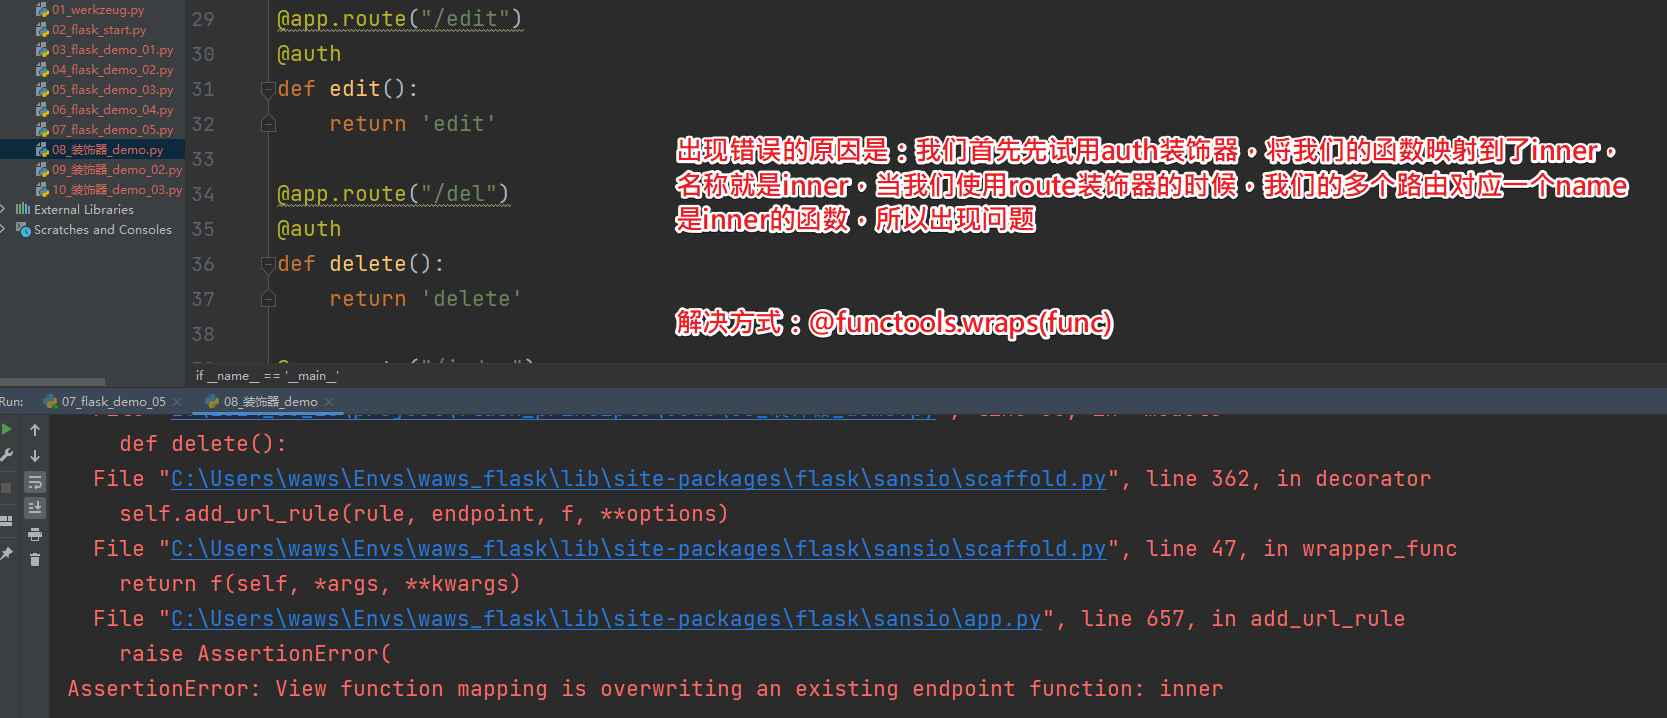 01_werkzeug.py
02_flask_start.py
03_flask_demo_01.py
04_flask_demo_02.py
05_flask_demo_03.py
06_flask_demo_04.py
07_flask_demo_05.py
08_装饰器_demo.py
09_装饰器_demo_02.py
10_装饰器_demo_03.py
External Libraries
Scratches and Consoles
29 @app.route("/edit")
30 @auth
31 def edit():
32 return 'edit'
33
34 @app.route("/del")
35 @auth
36 def delete():
37 return 'delete'
38
出现错误的原因是：我们首先先试用auth装饰器，将我们的函数映射到了inner，
名称就是inner，当我们使用route装饰器的时候，我们的多个路由对应一个name
是inner的函数，所以出现问题
解决方式：@functools.wraps(func)
if __name__ == '__main__'
Run: 07_flask_demo_05 08_装饰器_demo
def delete():
File "C:\Users\waws\Envs\waws_flask\lib\site-packages\flask\sansio\scaffold.py", line 362, in decorator
self.add_url_rule(rule, endpoint, f, **options)
File "C:\Users\waws\Envs\waws_flask\lib\site-packages\flask\sansio\scaffold.py", line 47, in wrapper_func
return f(self, *args, **kwargs)
File "C:\Users\waws\Envs\waws_flask\lib\site-packages\flask\sansio\app.py", line 657, in add_url_rule
raise AssertionError(
AssertionError: View function mapping is overwriting an existing endpoint function: inner